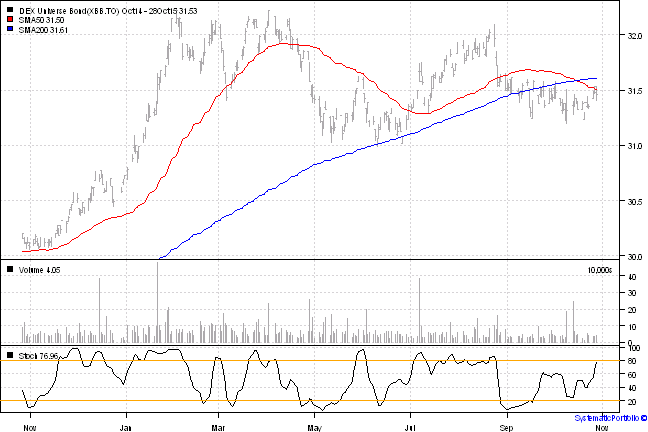 DEX Universe Bond(XBB.TO) Oct14 - 28Oct15 31.53
SMA50 31.50
SMA200 31.61
32.0
31.5
31.0
30.5
30.0
Volume 4.05
10,000s
40
30
20
10
0
Stoch 76.96
100
80
60
40
20
Nov Jan Mar May Jul Sep Nov
SystematicPortfolio ©